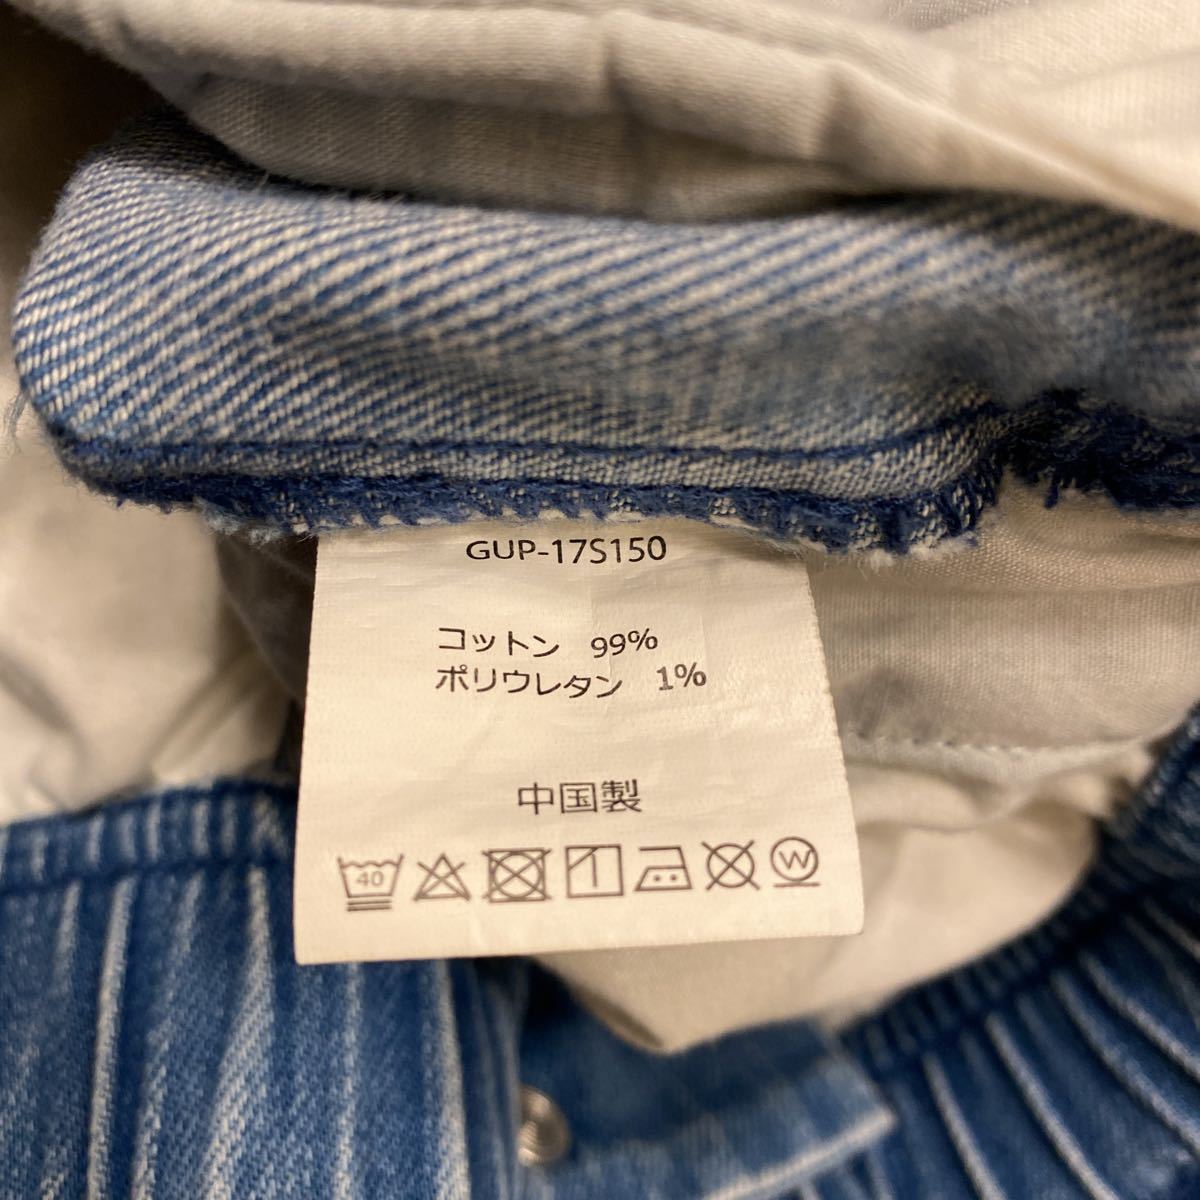 GUP-17S150
コットン 99%
ポリウレタン 1%
中国製
40 W